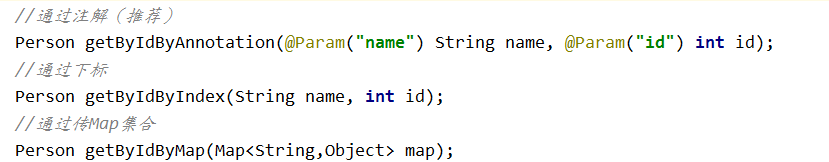 //通过注解（推荐）
Person getByIdByAnnotation(@Param("name") String name, @Param("id") int id);
//通过下标
Person getByIdByIndex(String name, int id);
//通过传Map集合
Person getByIdByMap(Map<String,Object> map);